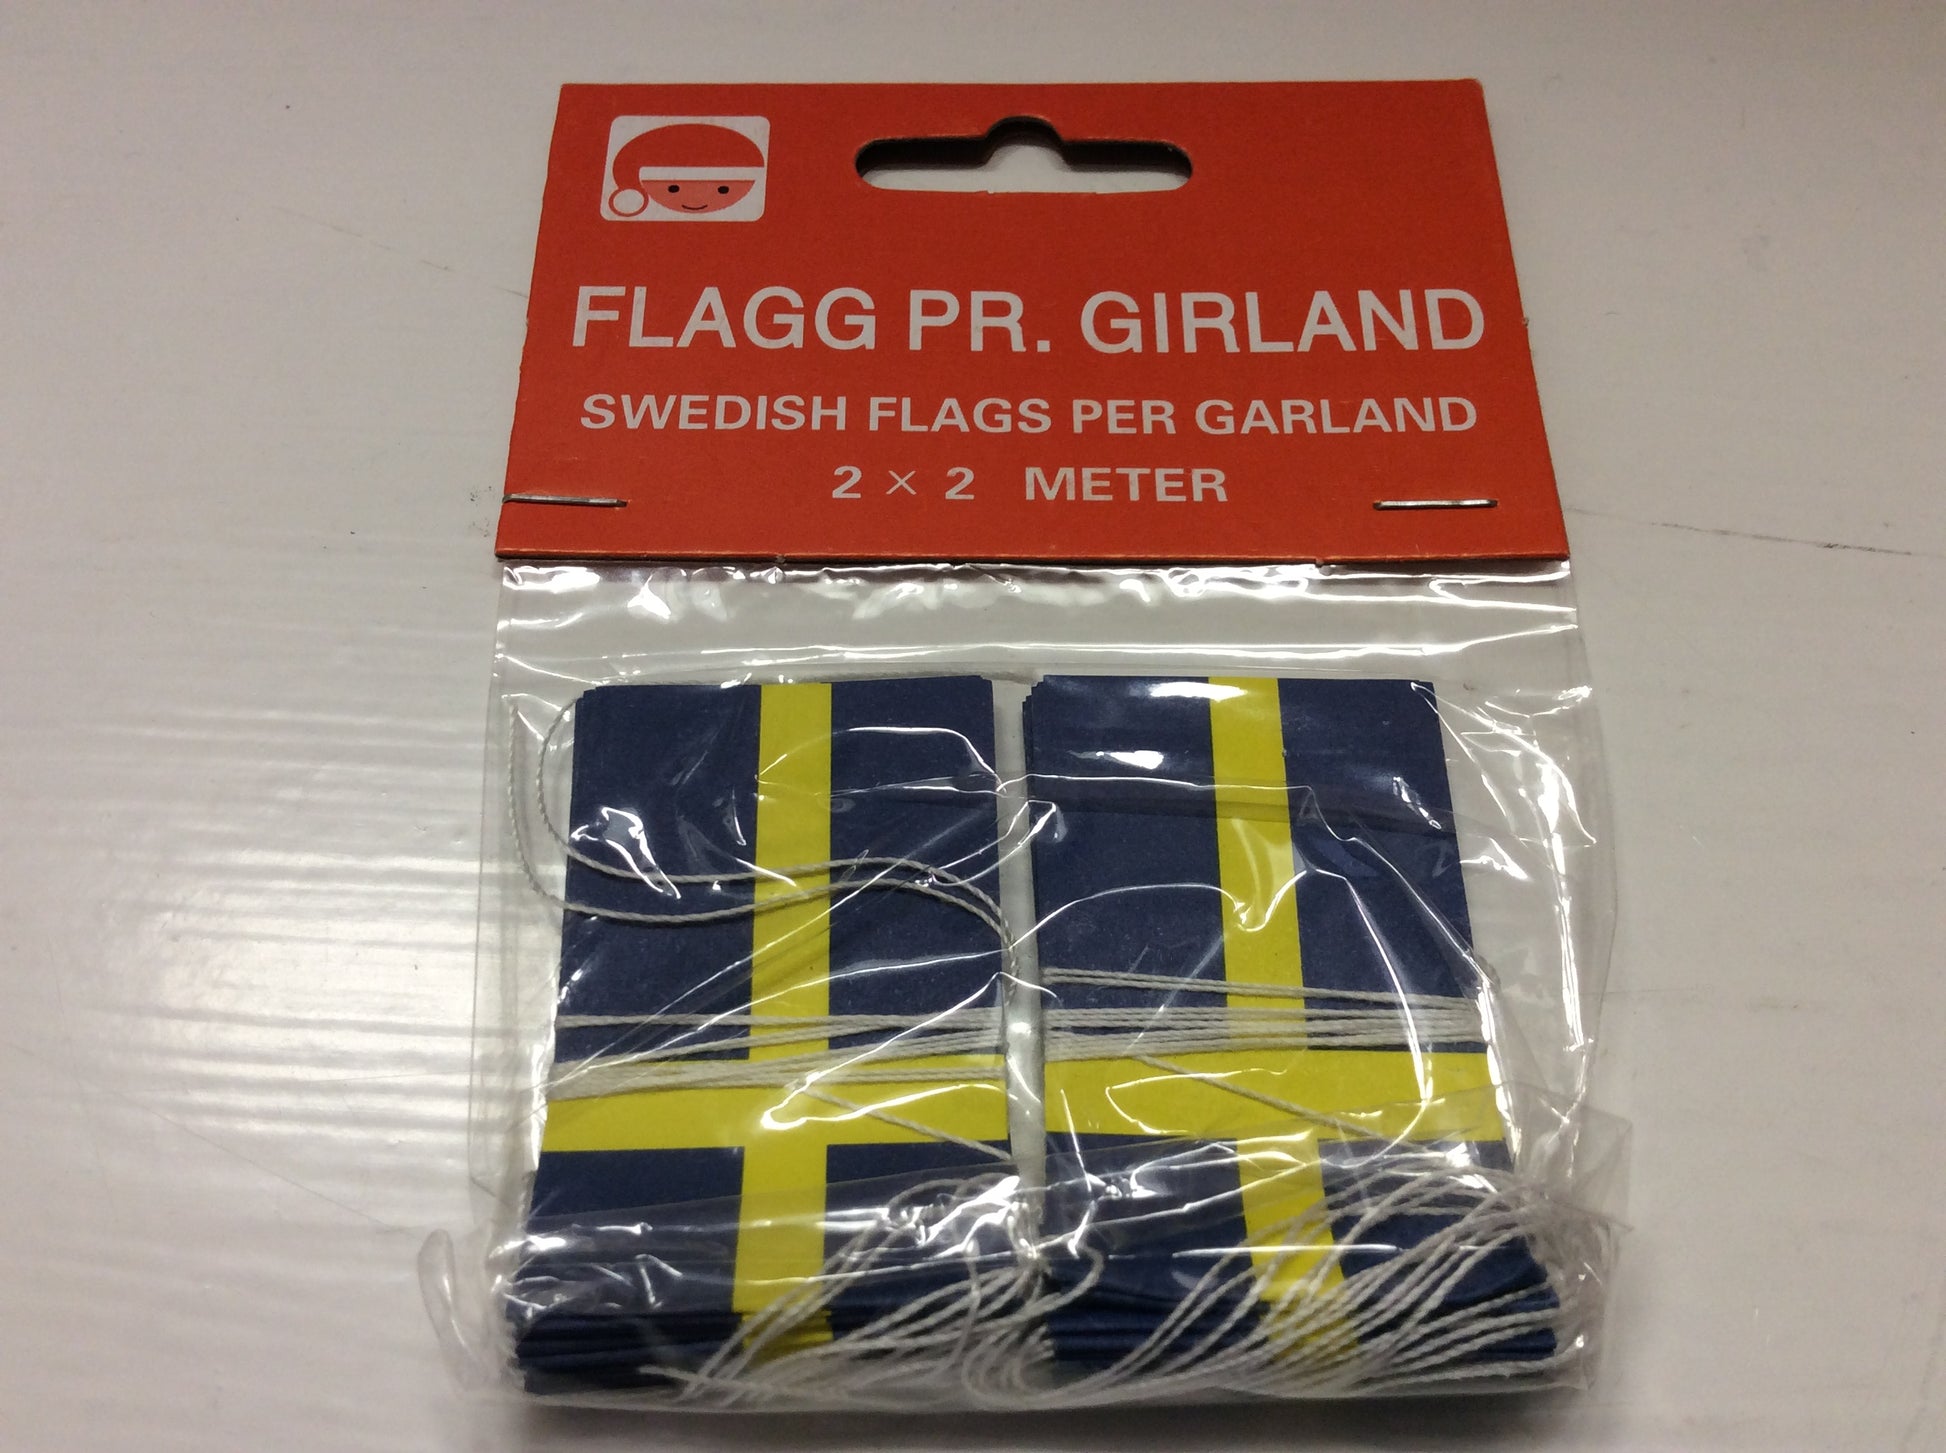 FLAGG PR. GIRLAND
SWEDISH FLAGS PER GARLAND
2 × 2 METER